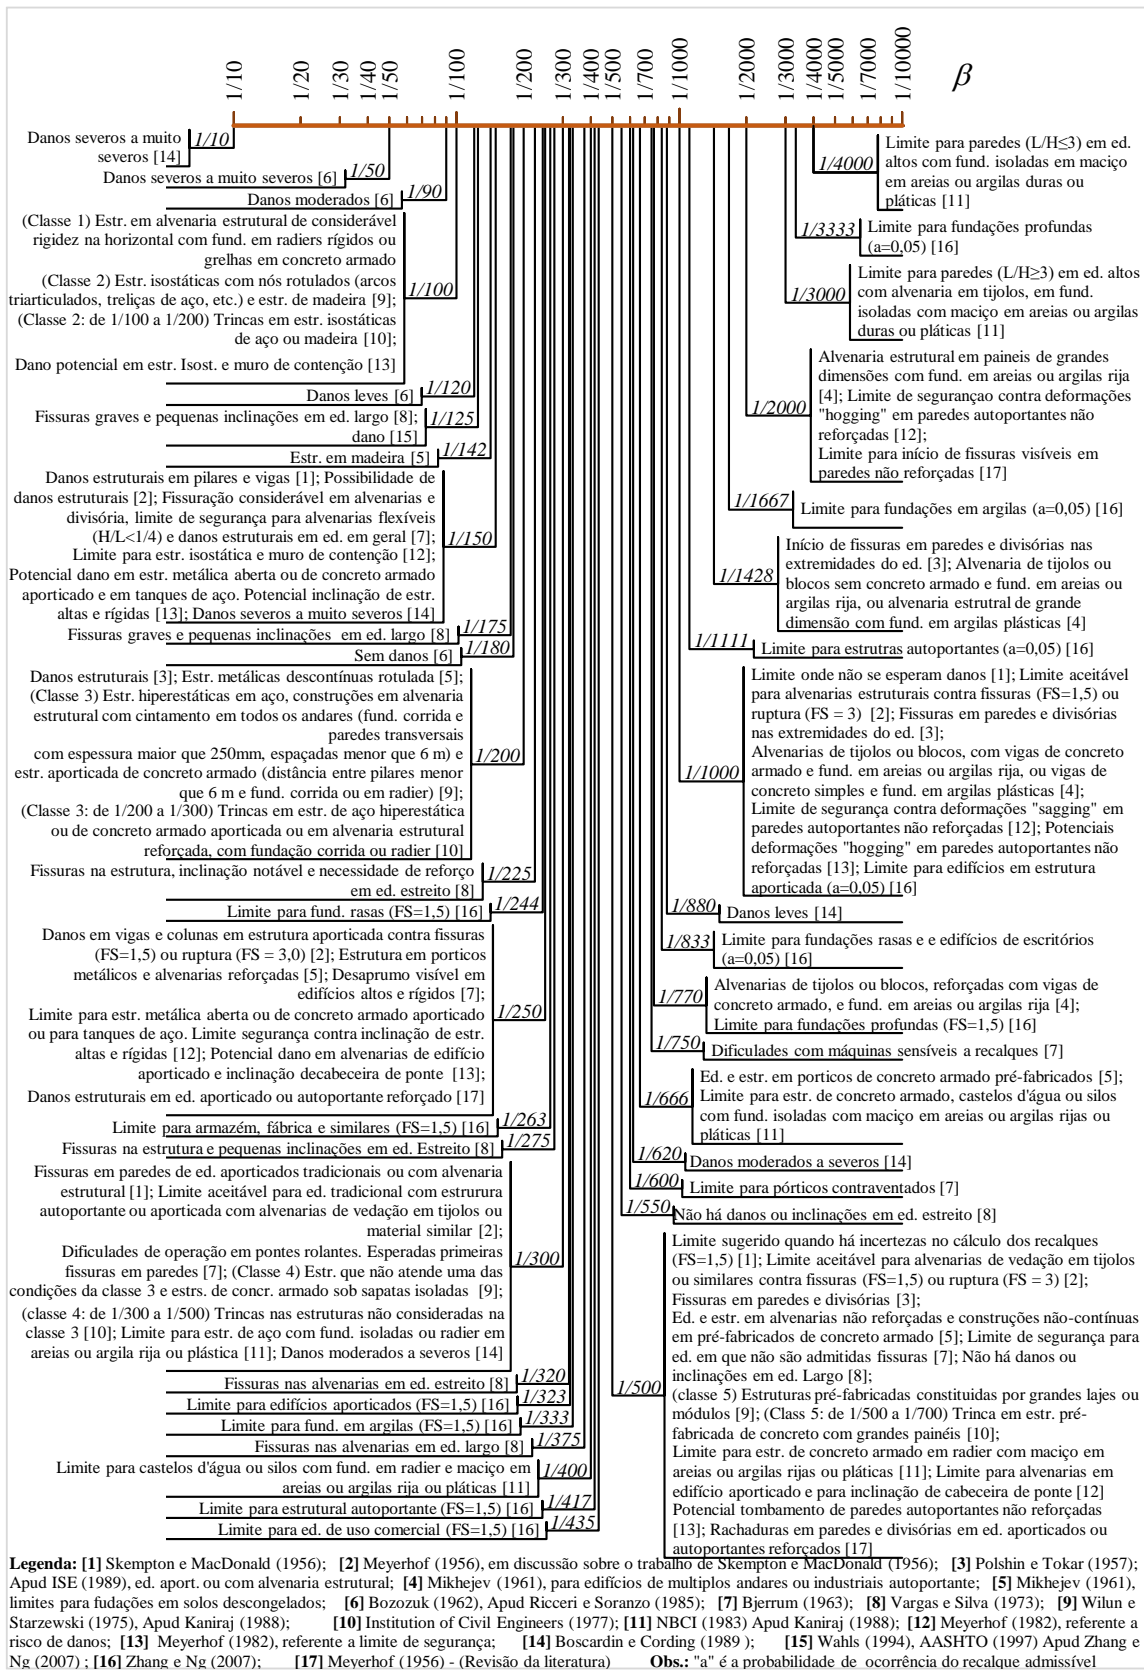 1/10
1/20
1/30
1/40
1/50
1/100
1/200
1/300
1/400
1/500
1/700
1/1000
1/2000
1/3000
1/4000
1/5000
1/7000
1/10000
β
Danos severos a muito
severos [14]
1/10
Danos severos a muito severos [6]
1/50
Danos moderados [6]
1/90
(Classe 1) Estr. em alvenaria estrutural de considerável
rigidez na horizontal com fund. em radiers rígidos ou
grelhas em concreto armado
(Classe 2) Estr. isostáticas com nós rotulados (arcos
triarticulados, treliças de aço, etc.) e estr. de madeira [9];
(Classe 2: de 1/100 a 1/200) Trincas em estr. isostáticas
de aço ou madeira [10];
Dano potencial em estr. Isost. e muro de contenção [13]
1/100
Danos leves [6]
1/120
Fissuras graves e pequenas inclinações em ed. largo [8];
dano [15]
1/125
Estr. em madeira [5]
1/142
Danos estruturais em pilares e vigas [1]; Possibilidade de
danos estruturais [2]; Fissuração considerável em alvenarias e
divisória, limite de segurança para alvenarias flexíveis
(H/L<1/4) e danos estruturais em ed. em geral [7];
Limite para estr. isostática e muro de contenção [12];
Potencial dano em estr. metálica aberta ou de concreto armado
aporticado e em tanques de aço. Potencial inclinação de estr.
altas e rígidas [13]; Danos severos a muito severos [14]
1/150
Fissuras graves e pequenas inclinações em ed. largo [8]
1/175
Sem danos [6]
1/180
Danos estruturais [3]; Estr. metálicas descontínuas rotulada [5];
(Classe 3) Estr. hiperestáticas em aço, construções em alvenaria
estrutural com cintamento em todos os andares (fund. corrida e
paredes transversais
com espessura maior que 250mm, espaçadas menor que 6 m) e
estr. aporticada de concreto armado (distância entre pilares menor
que 6 m e fund. corrida ou em radier) [9];
(Classe 3: de 1/200 a 1/300) Trincas em estr. de aço hiperestática
ou de concreto armado aporticada ou em alvenaria estrutural
reforçada, com fundação corrida ou radier [10]
1/200
Fissuras na estrutura, inclinação notável e necessidade de reforço
em ed. estreito [8]
1/225
Limite para fund. rasas (FS=1,5) [16]
1/244
Danos em vigas e colunas em estrutura aporticada contra fissuras
(FS=1,5) ou ruptura (FS = 3,0) [2]; Estrutura em porticos
metálicos e alvenarias reforçadas [5]; Desaprumo visível em
edifícios altos e rígidos [7];
Limite para estr. metálica aberta ou de concreto armado aporticado
ou para tanques de aço. Limite segurança contra inclinação de estr.
altas e rígidas [12]; Potencial dano em alvenarias de edifício
aporticado e inclinação decabeceira de ponte [13];
Danos estruturais em ed. aporticado ou autoportante reforçado [17]
1/250
Limite para armazém, fábrica e similares (FS=1,5) [16]
1/263
Fissuras na estrutura e pequenas inclinações em ed. Estreito [8]
1/275
Fissuras em paredes de ed. aporticados tradicionais ou com alvenaria
estrutural [1]; Limite aceitável para ed. tradicional com estrurura
autoportante ou aporticada com alvenarias de vedação em tijolos ou
material similar [2];
Dificulades de operação em pontes rolantes. Esperadas primeiras
fissuras em paredes [7]; (Classe 4) Estr. que não atende uma das
condições da classe 3 e estrs. de concr. armado sob sapatas isoladas [9];
(classe 4: de 1/300 a 1/500) Trincas nas estruturas não consideradas na
classe 3 [10]; Limite para estr. de aço com fund. isoladas ou radier em
areias ou argila rija ou plástica [11]; Danos moderados a severos [14]
1/300
Fissuras nas alvenarias em ed. estreito [8]
1/320
Limite para edifícios aporticados (FS=1,5) [16]
1/323
Limite para fund. em argilas (FS=1,5) [16]
1/333
Fissuras nas alvenarias em ed. largo [8]
1/375
Limite para castelos d'água ou silos com fund. em radier e maciço em
areias ou argilas rija ou pláticas [11]
1/400
Limite para estrutural autoportante (FS=1,5) [16]
1/417
Limite para ed. de uso comercial (FS=1,5) [16]
1/435
1/4000
Limite para paredes (L/H≤3) em ed.
altos com fund. isoladas em maciço
em areias ou argilas duras ou
pláticas [11]
1/3333
Limite para fundações profundas
(a=0,05) [16]
1/3000
Limite para paredes (L/H≥3) em ed. altos
com alvenaria em tijolos, em fund.
isoladas com maciço em areias ou argilas
duras ou pláticas [11]
1/2000
Alvenaria estrutural em paineis de grandes
dimensões com fund. em areias ou argilas rija
[4]; Limite de segurançao contra deformações
"hogging" em paredes autoportantes não
reforçadas [12];
Limite para início de fissuras visíveis em
paredes não reforçadas [17]
1/1667
Limite para fundações em argilas (a=0,05) [16]
1/1428
Início de fissuras em paredes e divisórias nas
extremidades do ed. [3]; Alvenaria de tijolos ou
blocos sem concreto armado e fund. em areias ou
argilas rija, ou alvenaria estrutral de grande
dimensão com fund. em argilas plásticas [4]
1/1111
Limite para estrutras autoportantes (a=0,05) [16]
1/1000
Limite onde não se esperam danos [1]; Limite aceitável
para alvenarias estruturais contra fissuras (FS=1,5) ou
ruptura (FS = 3) [2]; Fissuras em paredes e divisórias
nas extremidades do ed. [3];
Alvenarias de tijolos ou blocos, com vigas de concreto
armado e fund. em areias ou argilas rija, ou vigas de
concreto simples e fund. em argilas plásticas [4];
Limite de segurança contra deformações "sagging" em
paredes autoportantes não reforçadas [12]; Potenciais
deformações "hogging" em paredes autoportantes não
reforçadas [13]; Limite para edifícios em estrutura
aporticada (a=0,05) [16]
1/880
Danos leves [14]
1/833
Limite para fundações rasas e e edifícios de escritórios
(a=0,05) [16]
1/770
Alvenarias de tijolos ou blocos, reforçadas com vigas de
concreto armado, e fund. em areias ou argilas rija [4];
Limite para fundações profundas (FS=1,5) [16]
1/750
Dificulades com máquinas sensíveis a recalques [7]
1/666
Ed. e estr. em porticos de concreto armado pré-fabricados [5];
Limite para estr. de concreto armado, castelos d'água ou silos
com fund. isoladas com maciço em areias ou argilas rijas ou
pláticas [11]
1/620
Danos moderados a severos [14]
1/600
Limite para pórticos contraventados [7]
1/550
Não há danos ou inclinações em ed. estreito [8]
1/500
Limite sugerido quando há incertezas no cálculo dos recalques
(FS=1,5) [1]; Limite aceitável para alvenarias de vedação em tijolos
ou similares contra fissuras (FS=1,5) ou ruptura (FS = 3) [2];
Fissuras em paredes e divisórias [3];
Ed. e estr. em alvenarias não reforçadas e construções não-contínuas
em pré-fabricados de concreto armado [5]; Limite de segurança para
ed. em que não são admitidas fissuras [7]; Não há danos ou
inclinações em ed. Largo [8];
(classe 5) Estruturas pré-fabricadas constituidas por grandes lajes ou
módulos [9]; (Class 5: de 1/500 a 1/700) Trinca em estr. pré-
fabricada de concreto com grandes painéis [10];
Limite para estr. de concreto armado em radier com maciço em
areias ou argilas rijas ou pláticas [11]; Limite para alvenarias em
edifício aporticado e para inclinação de cabeceira de ponte [12]
Potencial tombamento de paredes autoportantes não reforçadas
[13]; Rachaduras em paredes e divisórias em ed. aporticados ou
autoportantes reforçados [17]
Legenda: [1] Skempton e MacDonald (1956); [2] Meyerhof (1956), em discussão sobre o trabalho de Skempton e MacDonald (1956); [3] Polshin e Tokar (1957);
Apud ISE (1989), ed. aport. ou com alvenaria estrutural; [4] Mikhejev (1961), para edifícios de multiplos andares ou industriais autoportante; [5] Mikhejev (1961),
limites para fudações em solos descongelados; [6] Bozozuk (1962), Apud Ricceri e Soranzo (1985); [7] Bjerrum (1963); [8] Vargas e Silva (1973); [9] Wilun e
Starzewski (1975), Apud Kaniraj (1988); [10] Institution of Civil Engineers (1977); [11] NBCI (1983) Apud Kaniraj (1988); [12] Meyerhof (1982), referente a
risco de danos; [13] Meyerhof (1982), referente a limite de segurança; [14] Boscardin e Cording (1989 ); [15] Wahls (1994), AASHTO (1997) Apud Zhang e
Ng (2007) ; [16] Zhang e Ng (2007); [17] Meyerhof (1956) - (Revisão da literatura) Obs.: "a" é a probabilidade de ocorrência do recalque admissível